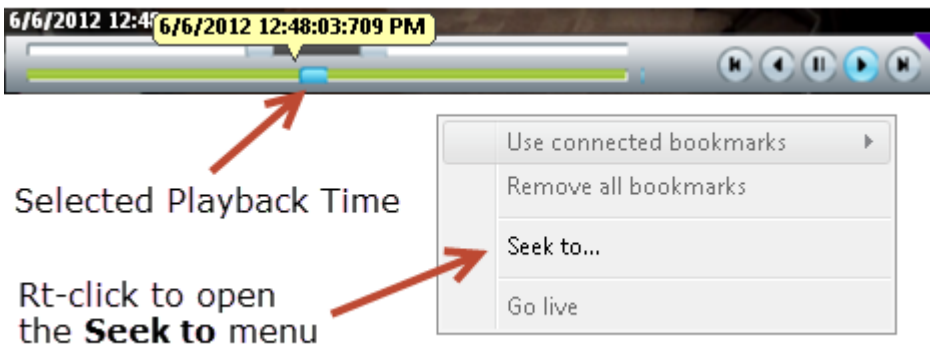 6/6/2012 12:48
6/6/2012 12:48:03:709 PM
Use connected bookmarks
Remove all bookmarks
Selected Playback Time
Seek to...
Rt-click to open
the Seek to menu
Go live